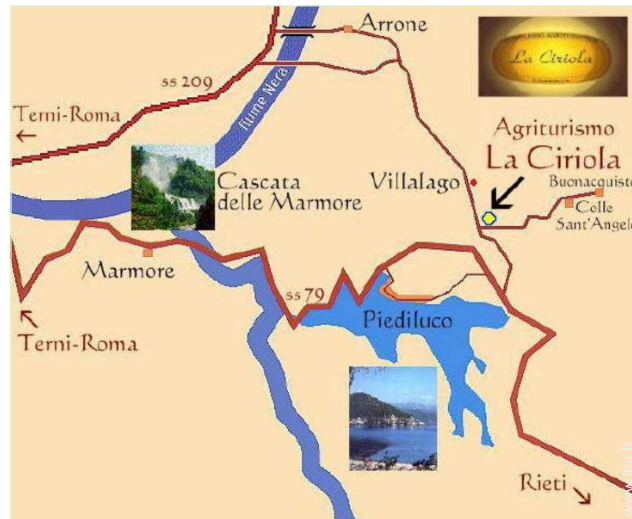 Arrone
La Ciriola
ss 209
fiume Nera
Terni-Roma
Agriturismo
La Ciriola
Buonacquisto
Colle
Sant'Angelo
Villalago
Cascata
delle Marmore
Marmore
ss 79
Piediluco
Terni-Roma
Rieti